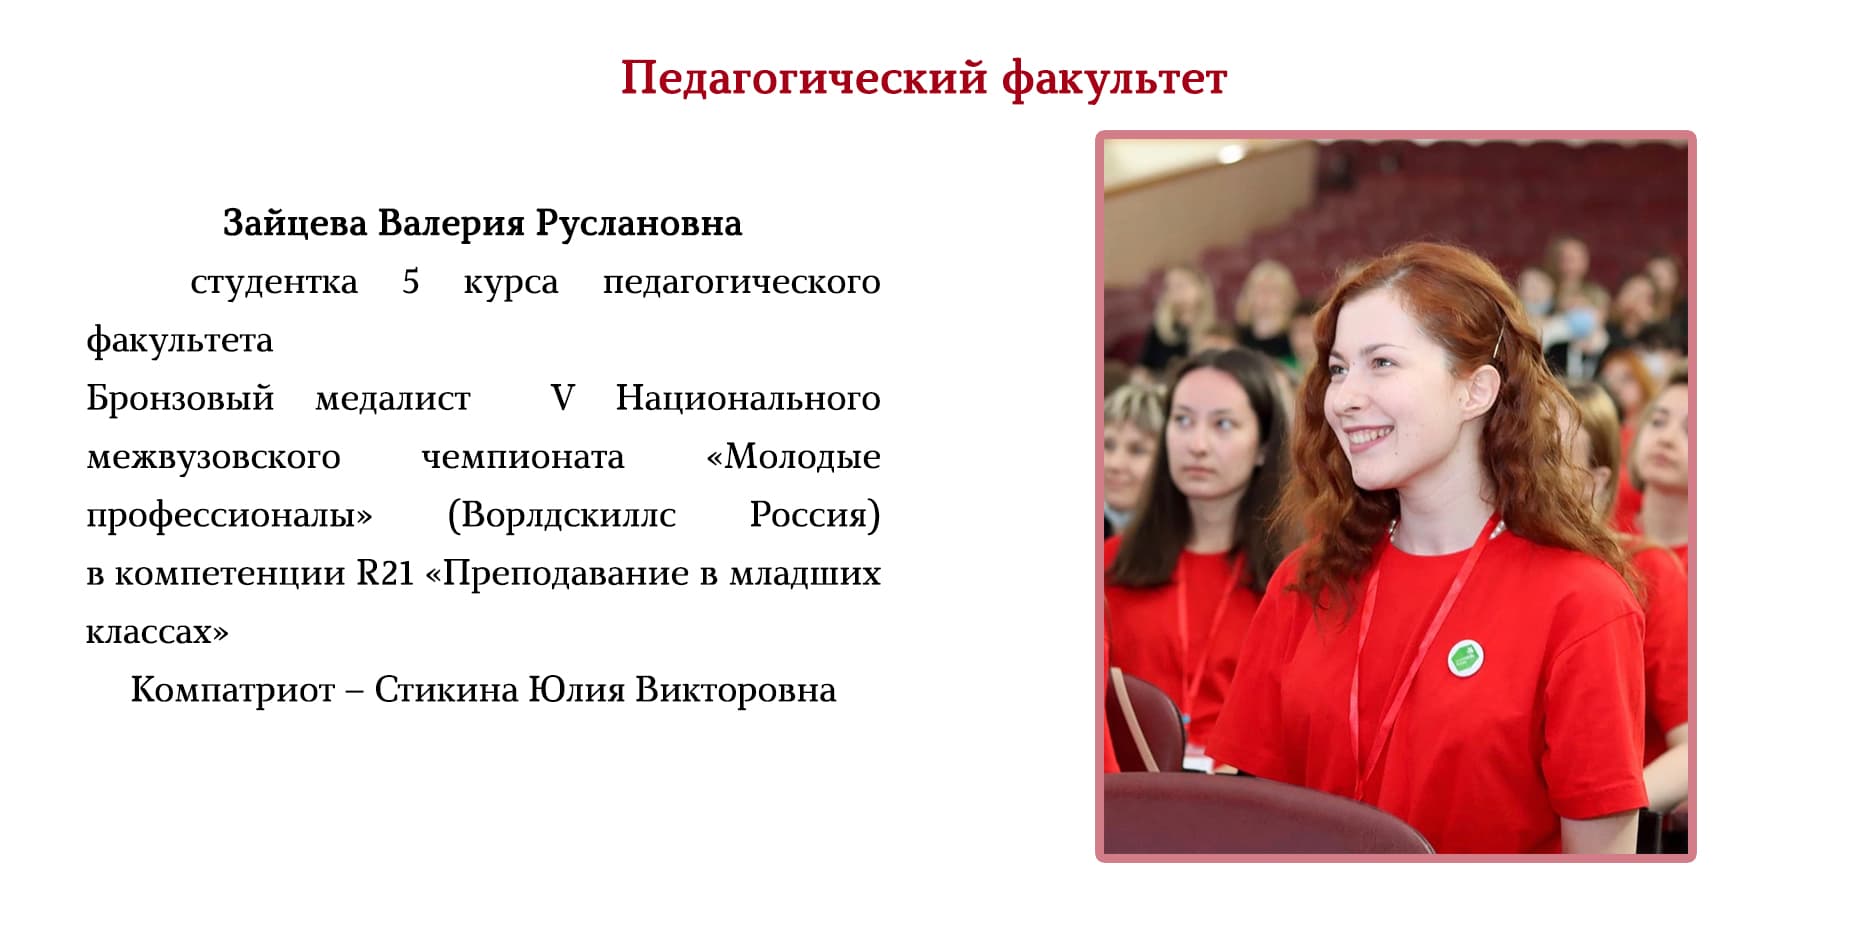 Педагогический факультет
Зайцева Валерия Руслановна
студентка 5 курса педагогического
факультета
Бронзовый медалист V Национального
межвузовского чемпионата «Молодые
профессионалы» (Ворлдскиллс Россия)
в компетенции R21 «Преподавание в младших
классах»
Компатриот – Стикина Юлия Викторовна